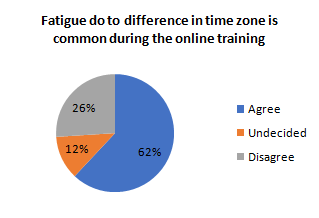 Fatigue do to difference in time zone is
common during the online training
26%
12%
62%
Agree
Undecided
Disagree